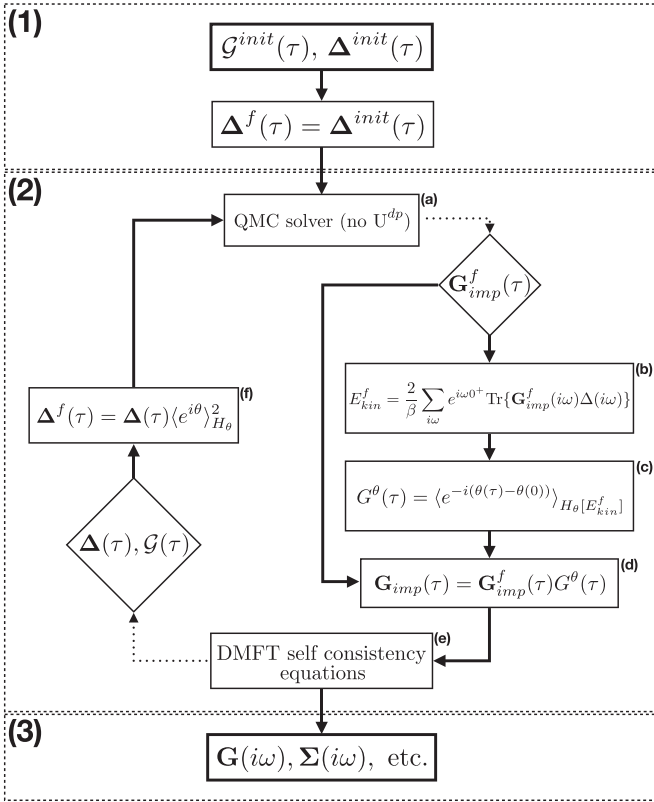 (1)
𝒢^{init}(τ), Δ^{init}(τ)
Δ^f(τ) = Δ^{init}(τ)
(2)
(a)
QMC solver (no U^{dp})
G^f_{imp}(τ)
(b)
E^f_{kin} = \frac{2}{β} \sum_{iω} e^{iω0^+} Tr{G^f_{imp}(iω)Δ(iω)}
(f)
Δ^f(τ) = Δ(τ)⟨e^{iθ}⟩^2_{H_θ}
(c)
G^θ(τ) = ⟨e^{-i(θ(τ)-θ(0))}⟩_{H_θ[E^f_{kin}]}
Δ(τ), 𝒢(τ)
(d)
G_{imp}(τ) = G^f_{imp}(τ)G^θ(τ)
(e)
DMFT self consistency
equations
(3)
G(iω), Σ(iω), etc.